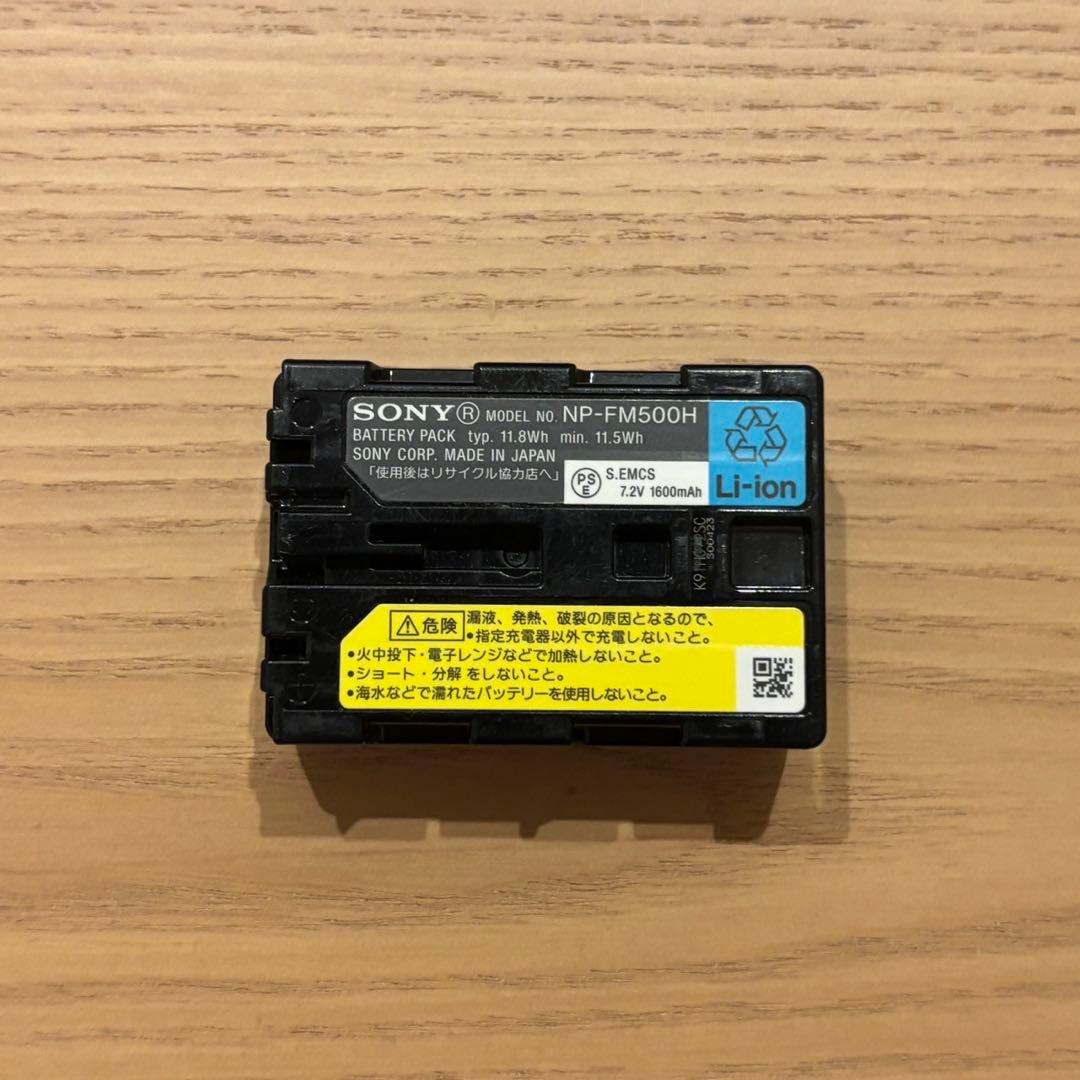 SONY® MODEL NO. NP-FM500H
BATTERY PACK typ. 11.8Wh min. 11.5Wh
SONY CORP. MADE IN JAPAN
「使用後はリサイクル協力店へ」
PS
E
S.EMCS
7.2V 1600mAh
Li-ion
S00423
危険
漏液、発熱、破裂の原因となるので、
●指定充電器以外で充電しないこと。
●火中投下・電子レンジなどで加熱しないこと。
●ショート・分解をしないこと。
●海水などで濡れたバッテリーを使用しないこと。